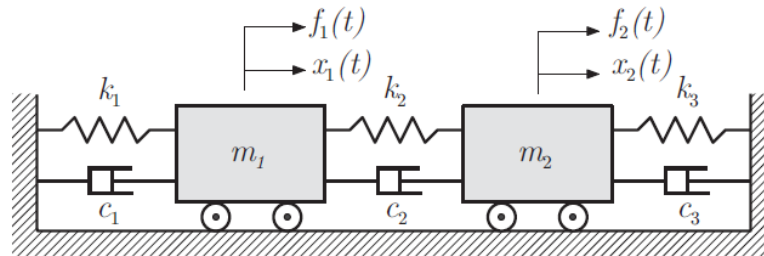 f₁(t) f₂(t)
x₁(t) x₂(t)
k₁ k₂ k₃
m₁ m₂
c₁ c₂ c₃